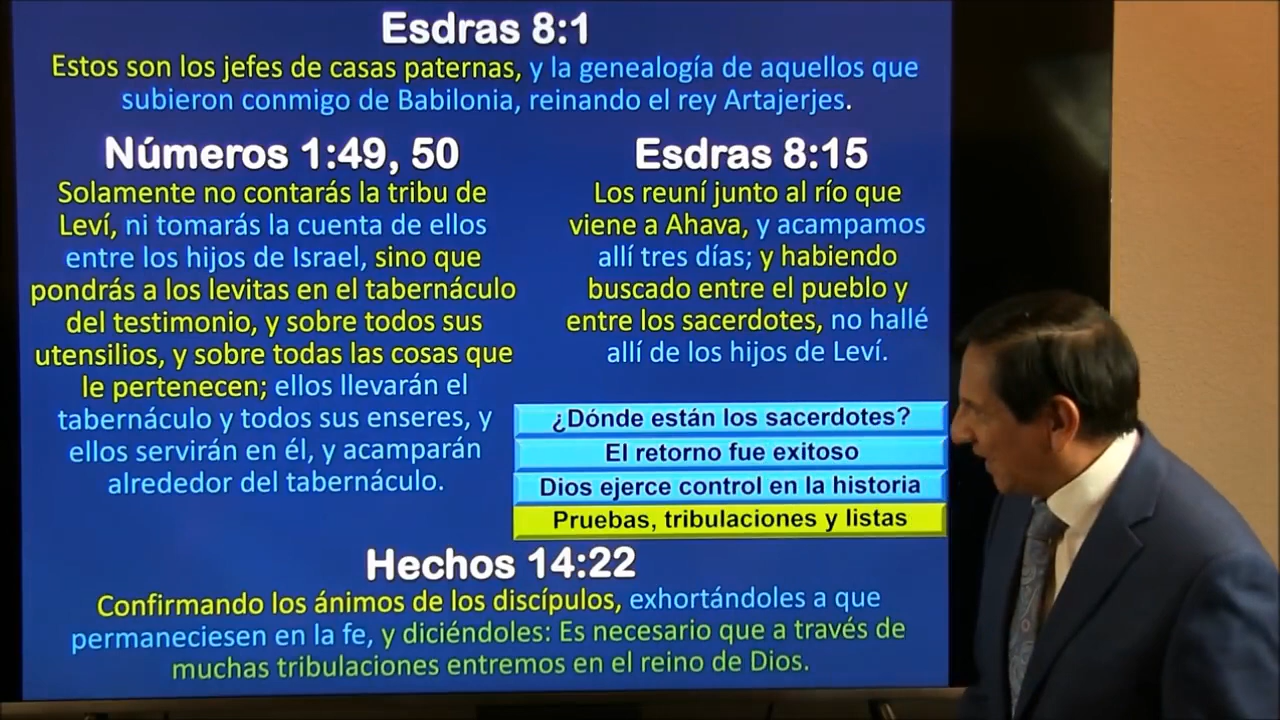 Esdras 8:1
Estos son los jefes de casas paternas, y la genealogía de aquellos que
subieron conmigo de Babilonia, reinando el rey Artajerjes.
Números 1:49, 50
Solamente no contarás la tribu de
Leví, ni tomarás la cuenta de ellos
entre los hijos de Israel, sino que
pondrás a los levitas en el tabernáculo
del testimonio, y sobre todos sus
utensilios, y sobre todas las cosas que
le pertenecen; ellos llevarán el
tabernáculo y todos sus enseres, y
ellos servirán en él, y acamparán
alrededor del tabernáculo.
Esdras 8:15
Los reuní junto al río que
viene a Ahava, y acampamos
allí tres días; y habiendo
buscado entre el pueblo y
entre los sacerdotes, no hallé
allí de los hijos de Leví.
¿Dónde están los sacerdotes?
El retorno fue exitoso
Dios ejerce control en la historia
Pruebas, tribulaciones y listas
Hechos 14:22
Confirmando los ánimos de los discípulos, exhortándoles a que
permaneciesen en la fe, y diciéndoles: Es necesario que a través de
muchas tribulaciones entremos en el reino de Dios.